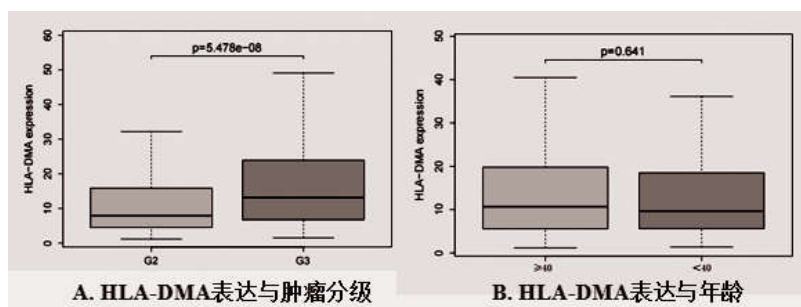 p=5.478e-08
HLA-DMA expression
0
10
20
30
40
50
60
G2
G3
A. HLA-DMA表达与肿瘤分级
p=0.641
HLA-DMA expression
0
10
20
30
40
50
≥40
<40
B. HLA-DMA表达与年龄